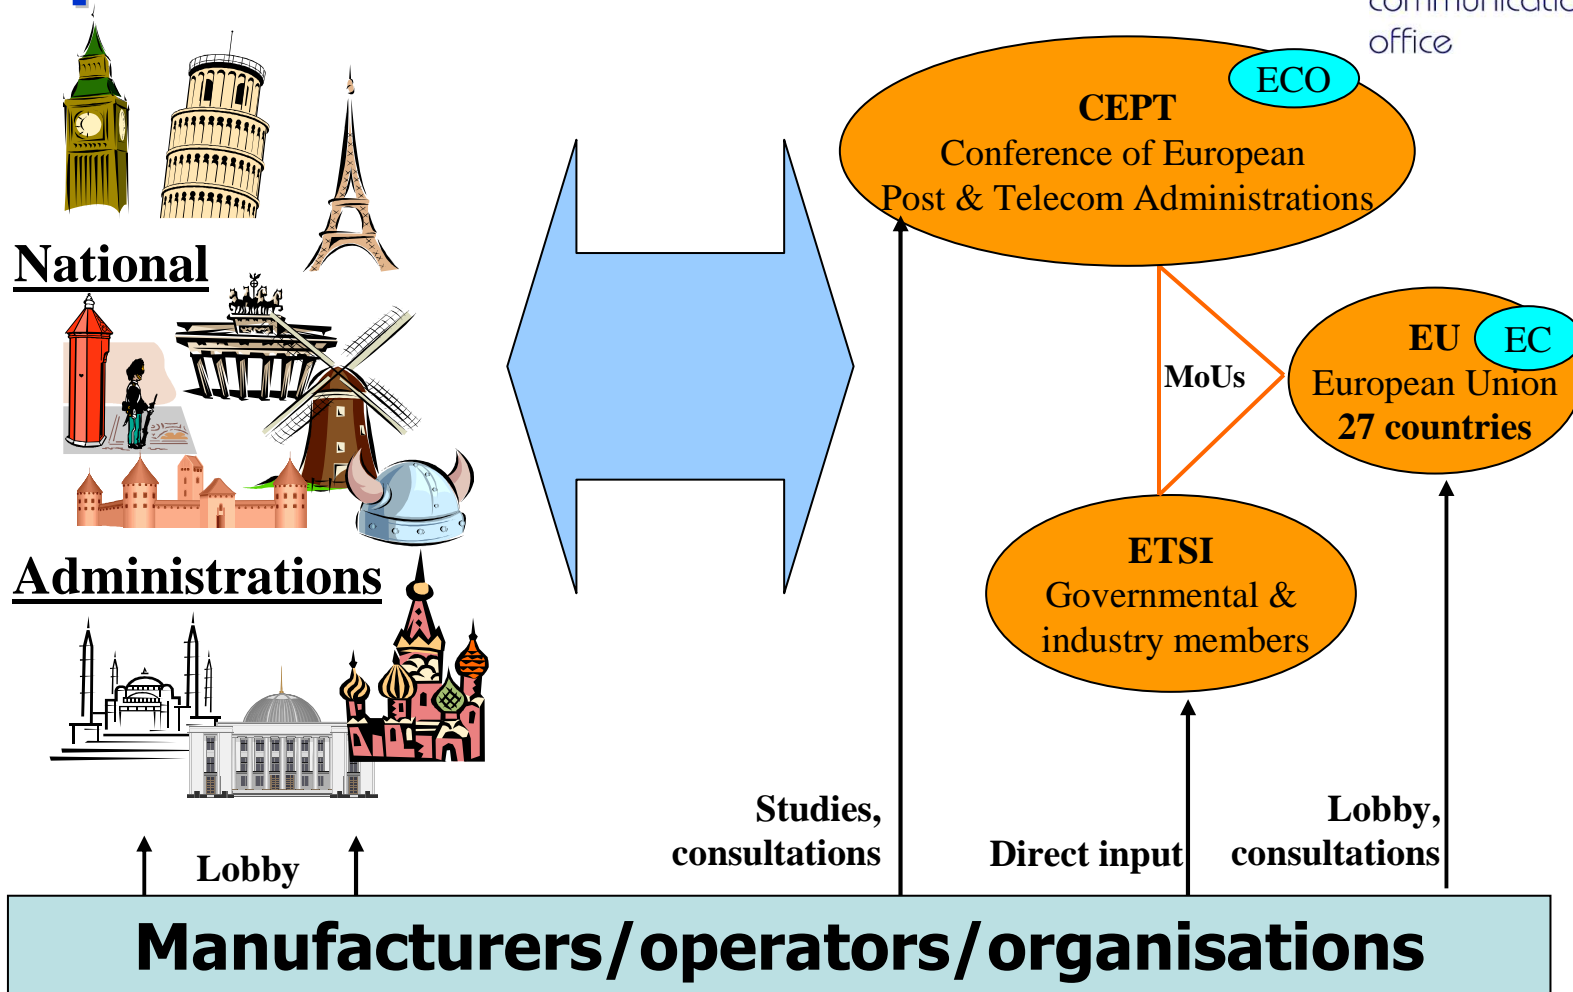 office
ECO
CEPT
Conference of European
Post & Telecom Administrations
National
EU
EC
European Union
27 countries
MoUs
ETSI
Governmental &
industry members
Administrations
Studies,
consultations
Direct input
Lobby,
consultations
Lobby
Manufacturers/operators/organisations